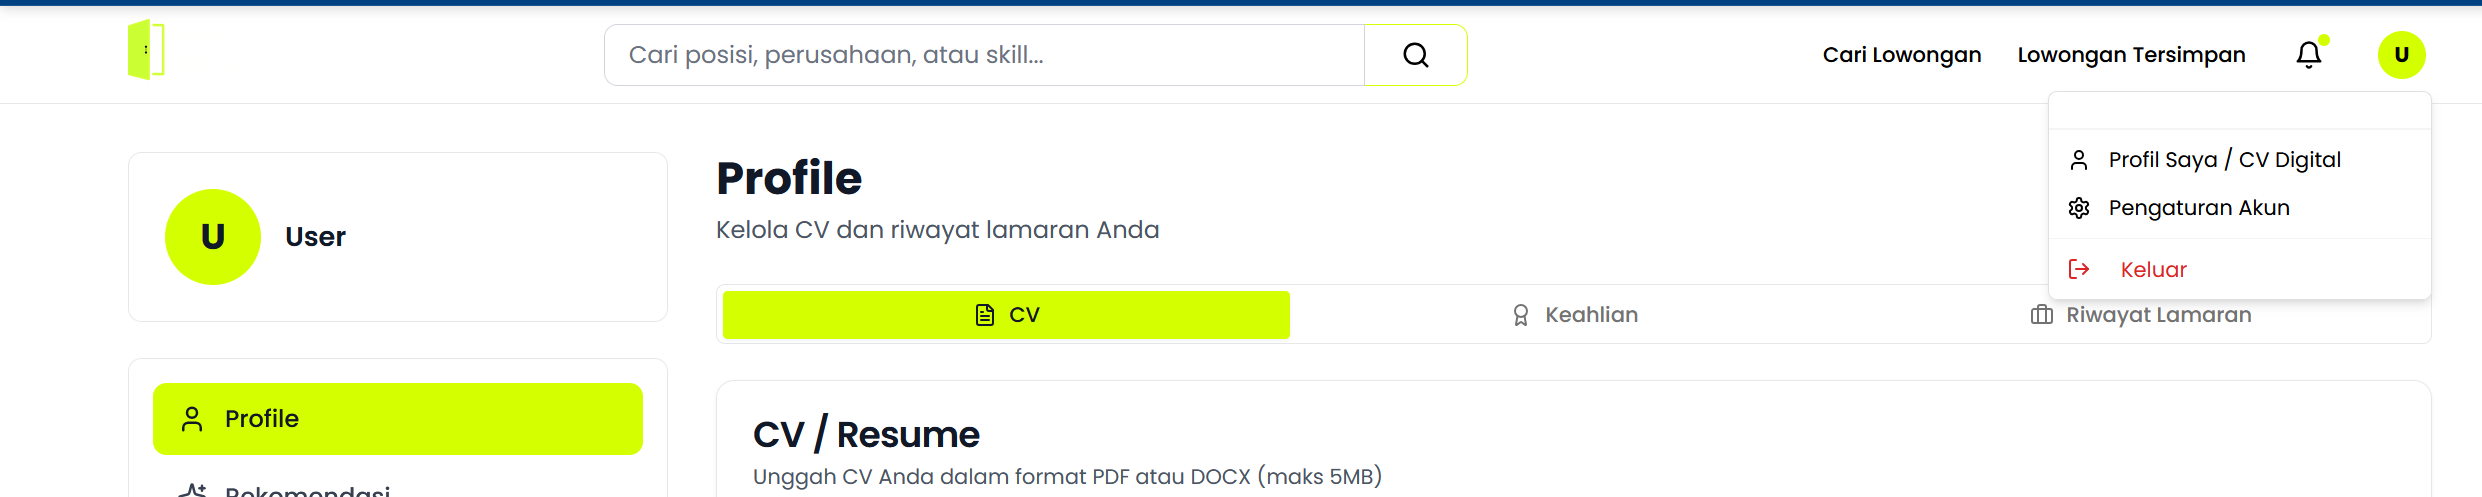 Cari posisi, perusahaan, atau skill...
Cari Lowongan
Lowongan Tersimpan
U
Profil Saya / CV Digital
Pengaturan Akun
Keluar
U
User
Profile
Rekomendasi
Profile
Kelola CV dan riwayat lamaran Anda
CV
Keahlian
Riwayat Lamaran
CV / Resume
Unggah CV Anda dalam format PDF atau DOCX (maks 5MB)